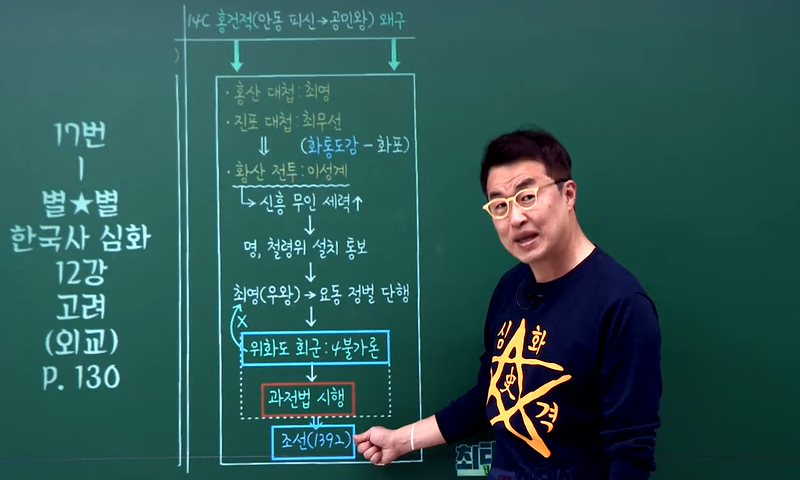 14C 홍건적(안동 피신→공민왕) 왜구
)
· 홍산 대첩 : 최영
· 진포 대첩 : 최무선
⇓ (화통도감 - 화포)
· 황산 전투 : 이성계
→ 신흥 무인 세력↑
↓
명, 철령위 설치 통보
↓
최영(우왕) → 요동 정벌 단행
↓
X
위화도 회군 : 4불가론
↓
과전법 시행
⇓
조선(1392)
17번
|
별★별
한국사 심화
12강
고려
(외교)
P. 130
심 화
史
격